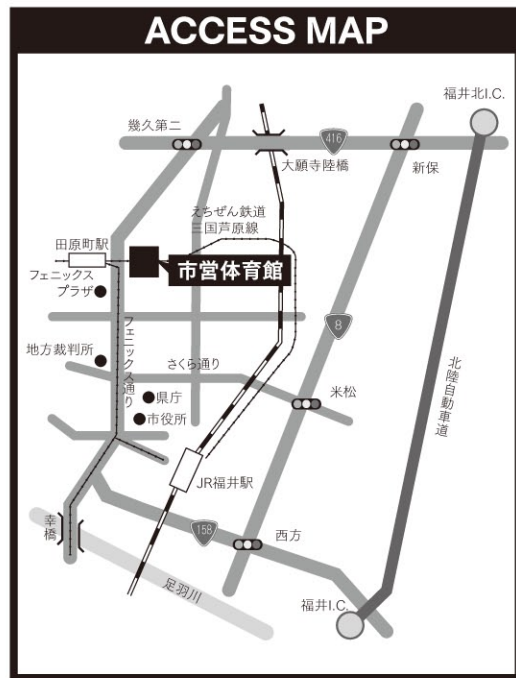 ACCESS MAP
福井北I.C.
幾久第二
416
大願寺陸橋
新保
えちぜん鉄道
三国芦原線
田原町駅
市営体育館
フェニックス
プラザ
8
フェニックス通り
地方裁判所
さくら通り
北陸自動車道
米松
県庁
市役所
JR福井駅
幸橋
158
西方
足羽川
福井I.C.